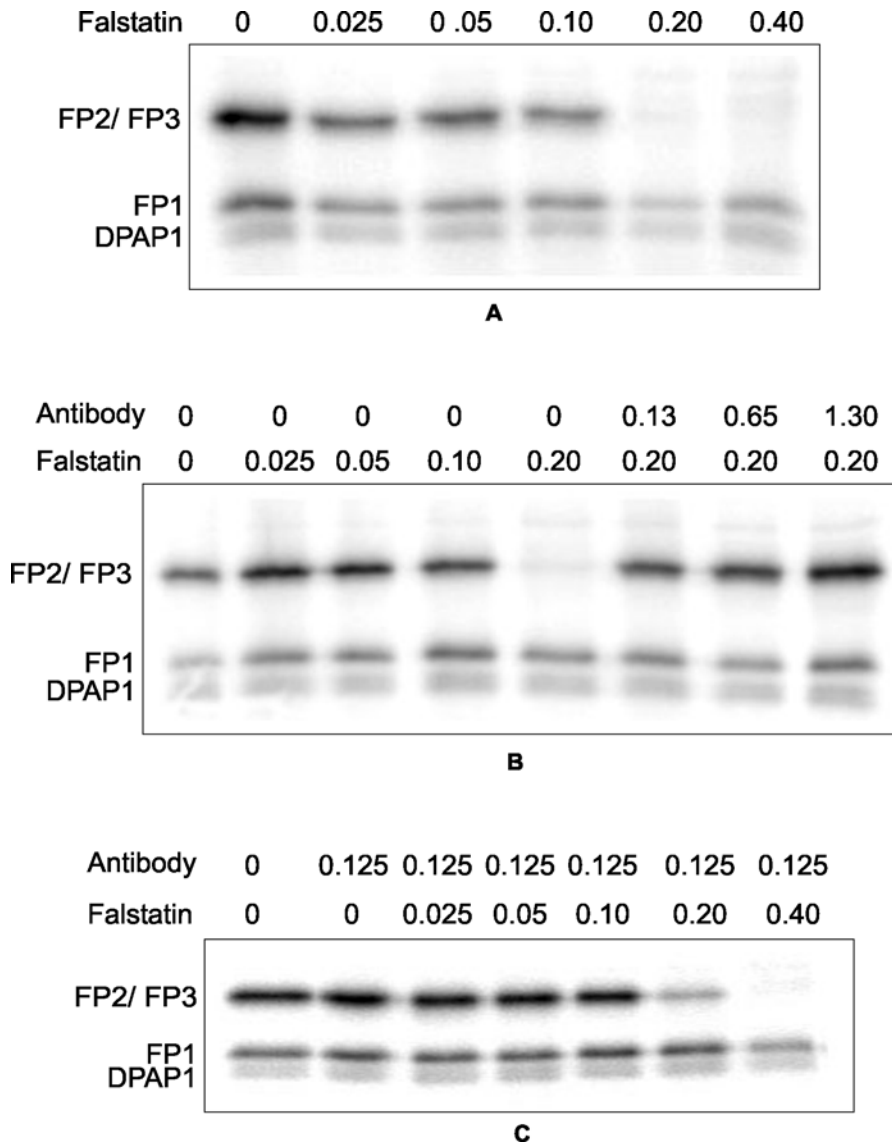 Falstatin 0 0.025 0 .05 0.10 0.20 0.40
FP2/ FP3
FP1
DPAP1
A
Antibody 0 0 0 0 0 0.13 0.65 1.30
Falstatin 0 0.025 0.05 0.10 0.20 0.20 0.20 0.20
FP2/ FP3
FP1
DPAP1
B
Antibody 0 0.125 0.125 0.125 0.125 0.125 0.125
Falstatin 0 0 0.025 0.05 0.10 0.20 0.40
FP2/ FP3
FP1
DPAP1
C